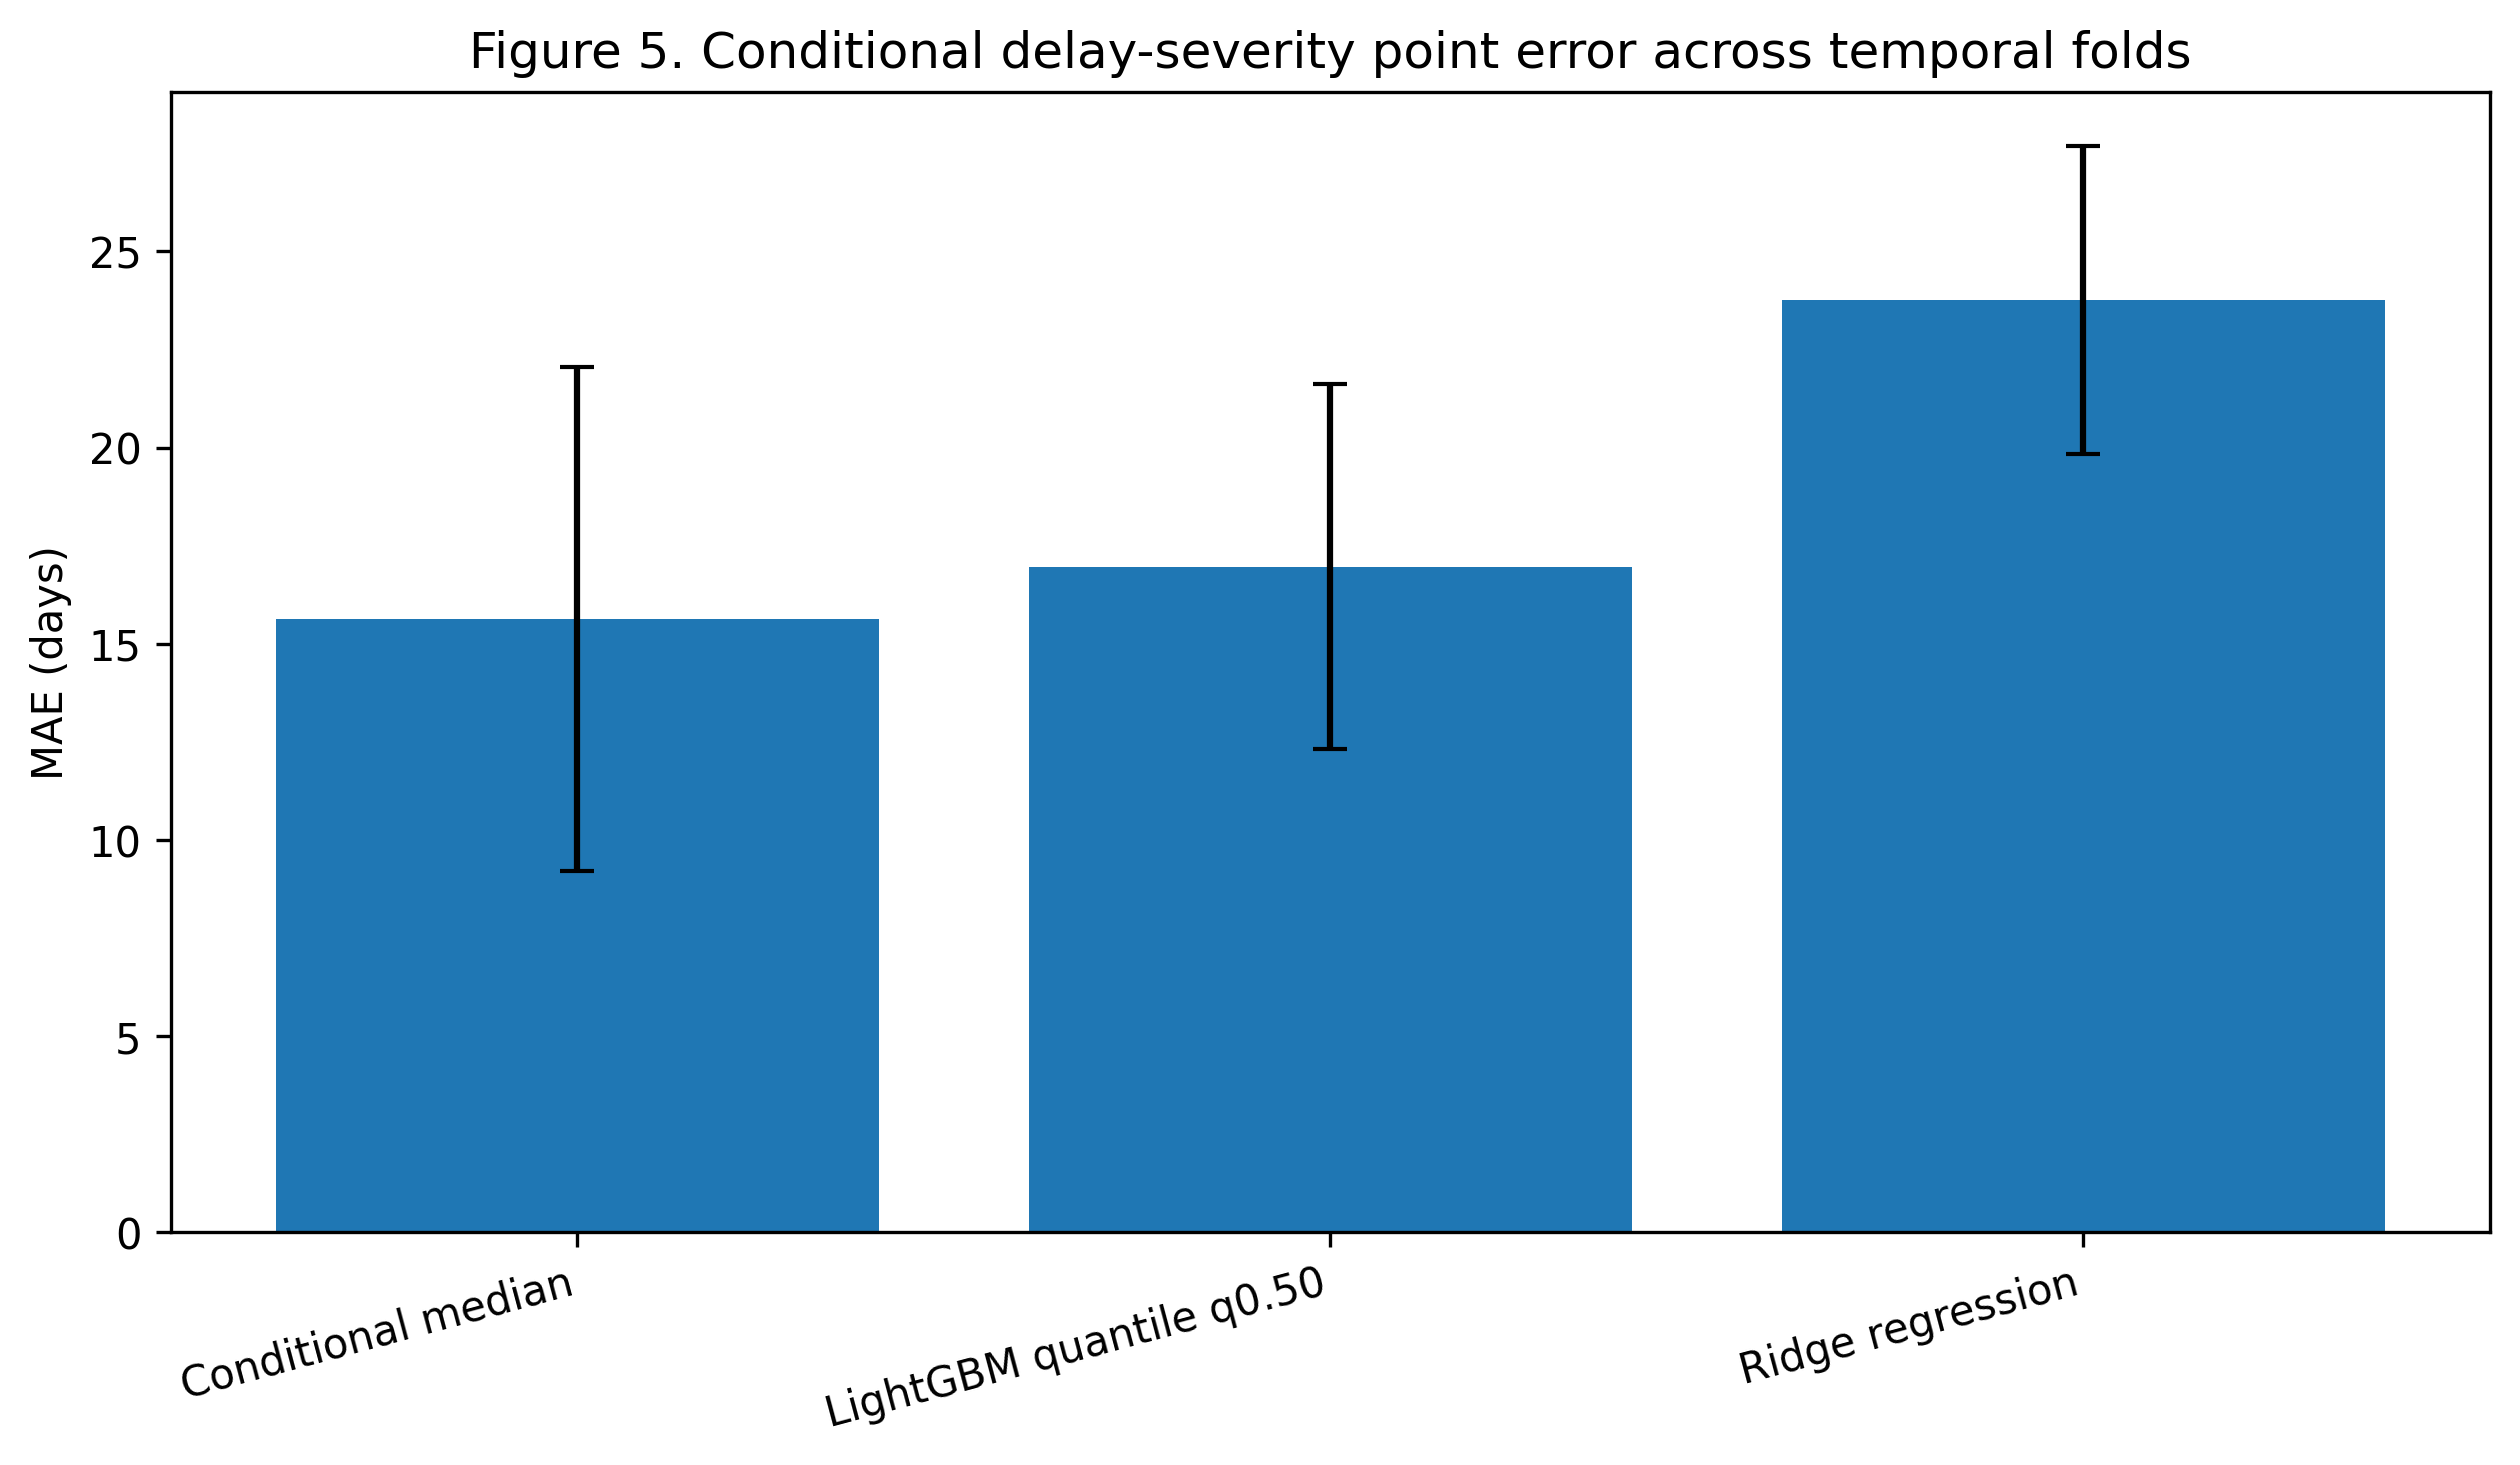 Figure 5. Conditional delay-severity point error across temporal folds
MAE (days)
25
20
15
10
5
0
Conditional median
LightGBM quantile q0.50
Ridge regression